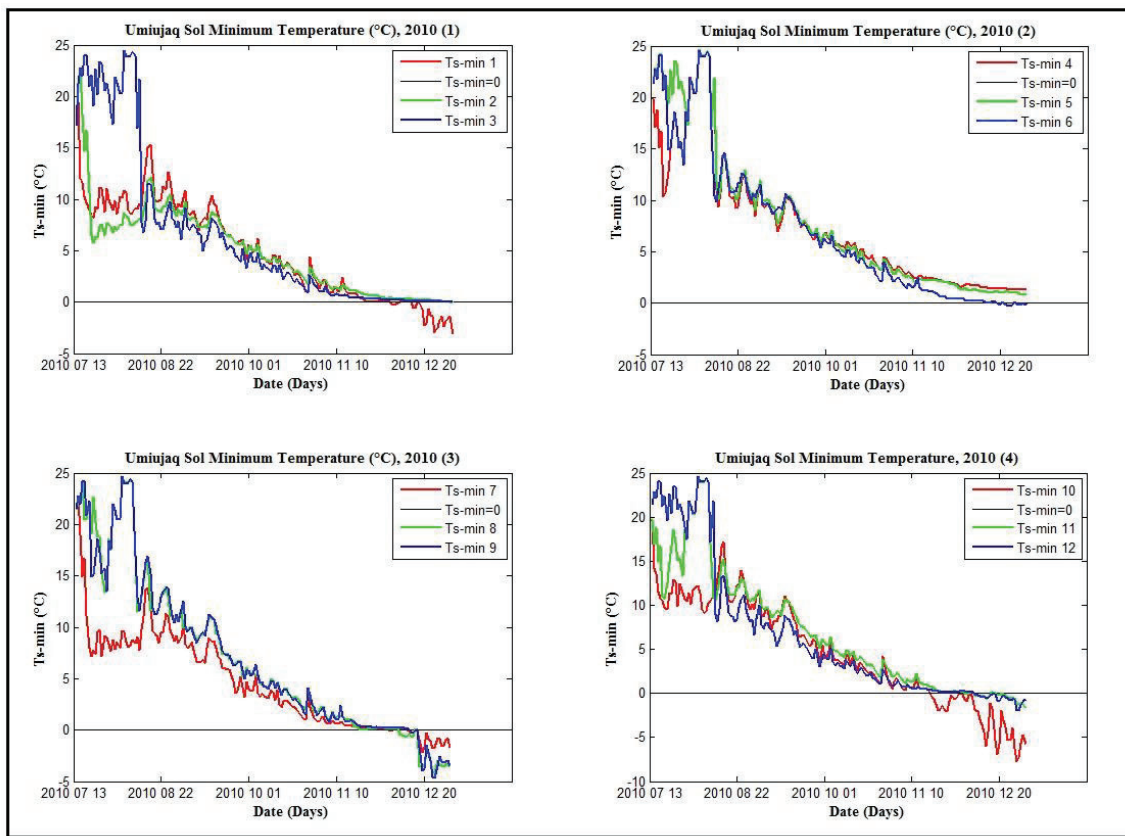 Umiujaq Sol Minimum Temperature (°C), 2010 (1)
25
20
15
10
5
0
-5
Ts-min (°C)
Ts-min 1
Ts-min=0
Ts-min 2
Ts-min 3
2010 07 13
2010 08 22
2010 10 01
2010 11 10
2010 12 20
Date (Days)
Umiujaq Sol Minimum Temperature (°C), 2010 (2)
25
20
15
10
5
0
-5
Ts-min (°C)
Ts-min 4
Ts-min=0
Ts-min 5
Ts-min 6
2010 07 13
2010 08 22
2010 10 01
2010 11 10
2010 12 20
Date (Days)
Umiujaq Sol Minimum Temperature (°C), 2010 (3)
25
20
15
10
5
0
-5
Ts-min (°C)
Ts-min 7
Ts-min=0
Ts-min 8
Ts-min 9
2010 07 13
2010 08 22
2010 10 01
2010 11 10
2010 12 20
Date (Days)
Umiujaq Sol Minimum Temperature, 2010 (4)
25
20
15
10
5
0
-5
-10
Ts-min (°C)
Ts-min 10
Ts-min=0
Ts-min 11
Ts-min 12
2010 07 13
2010 08 22
2010 10 01
2010 11 10
2010 12 20
Date (Days)